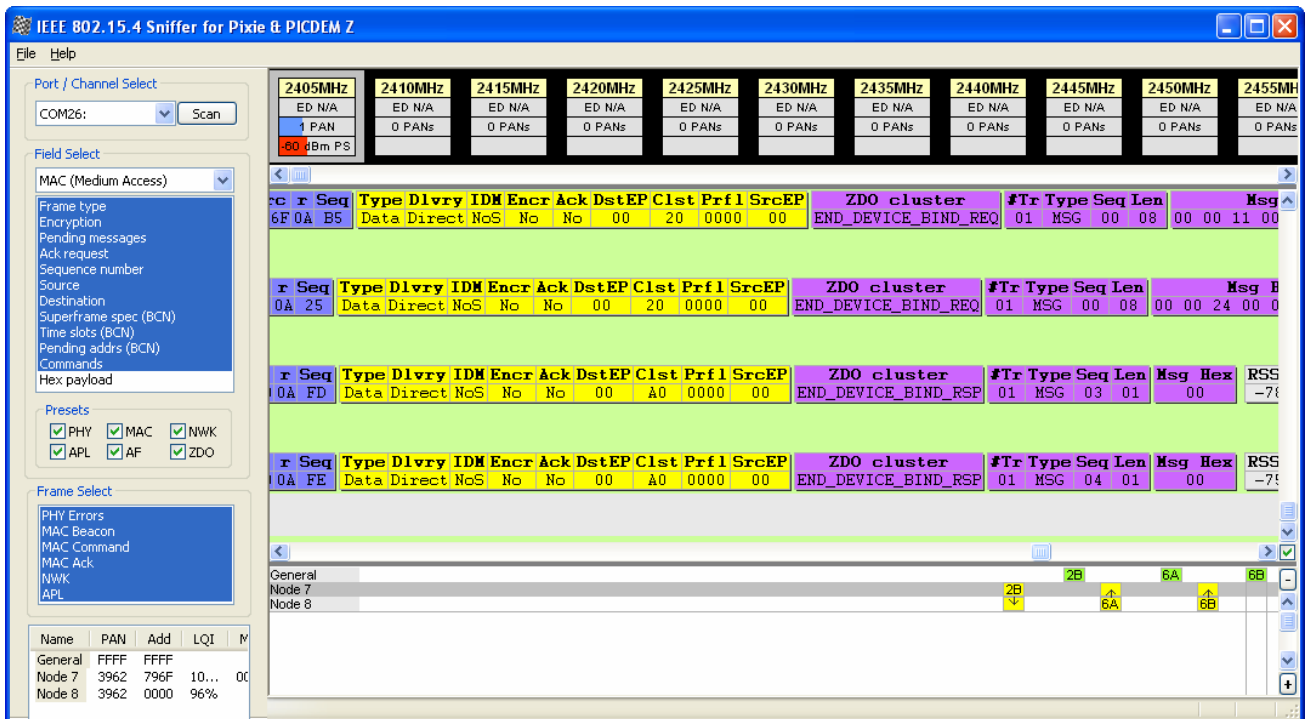 IEEE 802.15.4 Sniffer for Pixie & PICDEM Z
File Help
Port / Channel Select
COM26: Scan
Field Select
MAC (Medium Access)
Frame type
Encryption
Pending messages
Ack request
Sequence number
Source
Destination
Superframe spec (BCN)
Time slots (BCN)
Pending addrs (BCN)
Commands
Hex payload
Presets
PHY MAC NWK
APL AF ZDO
Frame Select
PHY Errors
MAC Beacon
MAC Command
MAC Ack
NWK
APL
Name PAN Add LQI M
General FFFF FFFF
Node 7 3962 796F 10... 00
Node 8 3962 0000 96%
2405MHz 2410MHz 2415MHz 2420MHz 2425MHz 2430MHz 2435MHz 2440MHz 2445MHz 2450MHz 2455MH
ED N/A ED N/A ED N/A ED N/A ED N/A ED N/A ED N/A ED N/A ED N/A ED N/A ED N/A
1 PAN 0 PANs 0 PANs 0 PANs 0 PANs 0 PANs 0 PANs 0 PANs 0 PANs 0 PANs 0 PANs
-60 dBm PS
rc r Seq Type Dlvry IDM Encr Ack DstEP Clst Prfl SrcEP ZDO cluster #Tr Type Seq Len Msg
6F 0A B5 Data Direct NoS No No 00 20 0000 00 END_DEVICE_BIND_REQ 01 MSG 00 08 00 00 11 00
r Seq Type Dlvry IDM Encr Ack DstEP Clst Prfl SrcEP ZDO cluster #Tr Type Seq Len Msg H
0A 25 Data Direct NoS No No 00 20 0000 00 END_DEVICE_BIND_REQ 01 MSG 00 08 00 00 24 00 0
r Seq Type Dlvry IDM Encr Ack DstEP Clst Prfl SrcEP ZDO cluster #Tr Type Seq Len Msg Hex RSS
0A FD Data Direct NoS No No 00 A0 0000 00 END_DEVICE_BIND_RSP 01 MSG 03 01 00 -78
r Seq Type Dlvry IDM Encr Ack DstEP Clst Prfl SrcEP ZDO cluster #Tr Type Seq Len Msg Hex RSS
0A FE Data Direct NoS No No 00 A0 0000 00 END_DEVICE_BIND_RSP 01 MSG 04 01 00
General 2B 6A 6B
Node 7 2B
Node 8 6A 6B